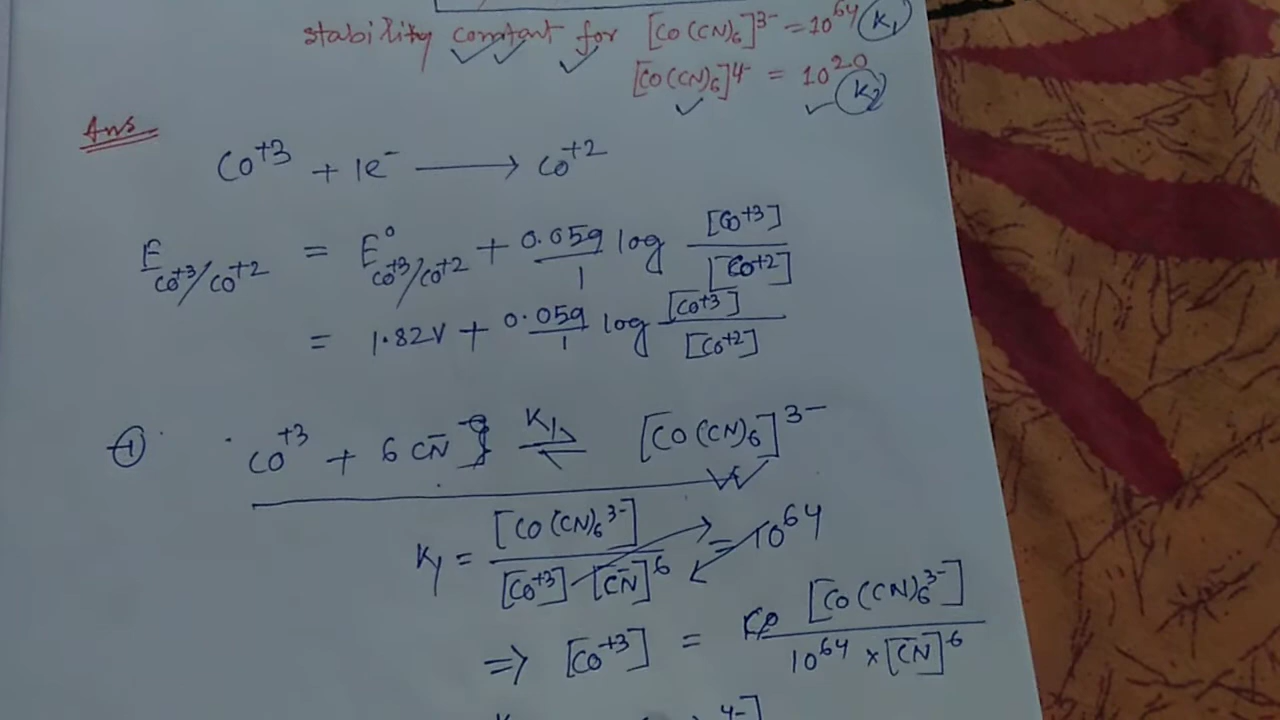 stability constant for [Co(CN)6]3- = 10^64 K1
[Co(CN)6]4- = 10^20 K2
Ans
Co+3 + 1e- ⟶ Co+2
E Co+3/Co+2 = E° Co+3/Co+2 + 0.059/1 log [Co+3]/[Co+2]
= 1.82V + 0.059/1 log [Co+3]/[Co+2]
① Co+3 + 6 CN- ⇌ K1 [Co(CN)6]3-
K1 = [Co(CN)6 3-]/[Co+3] [CN-]^6 = 10^64
⇒ [Co+3] = [Co(CN)6 3-]/10^64 × [CN-]^6
4-]